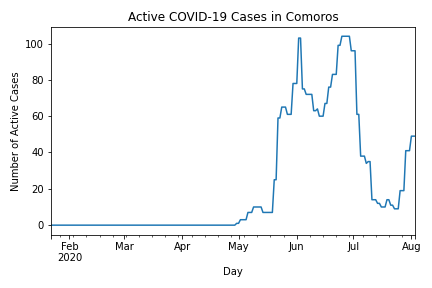 Active COVID-19 Cases in Comoros
Number of Active Cases
100
80
60
40
20
0
Feb Mar Apr May Jun Jul Aug
2020
Day